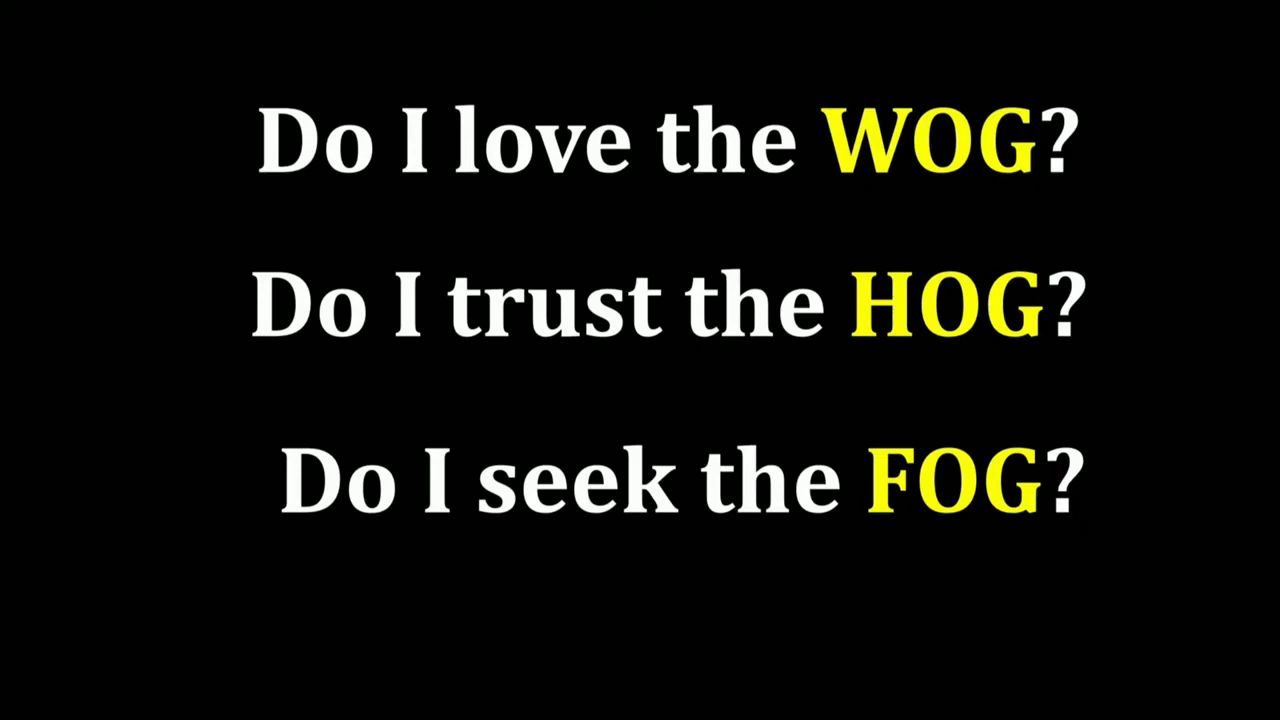 Do I love the WOG?
Do I trust the HOG?
Do I seek the FOG?